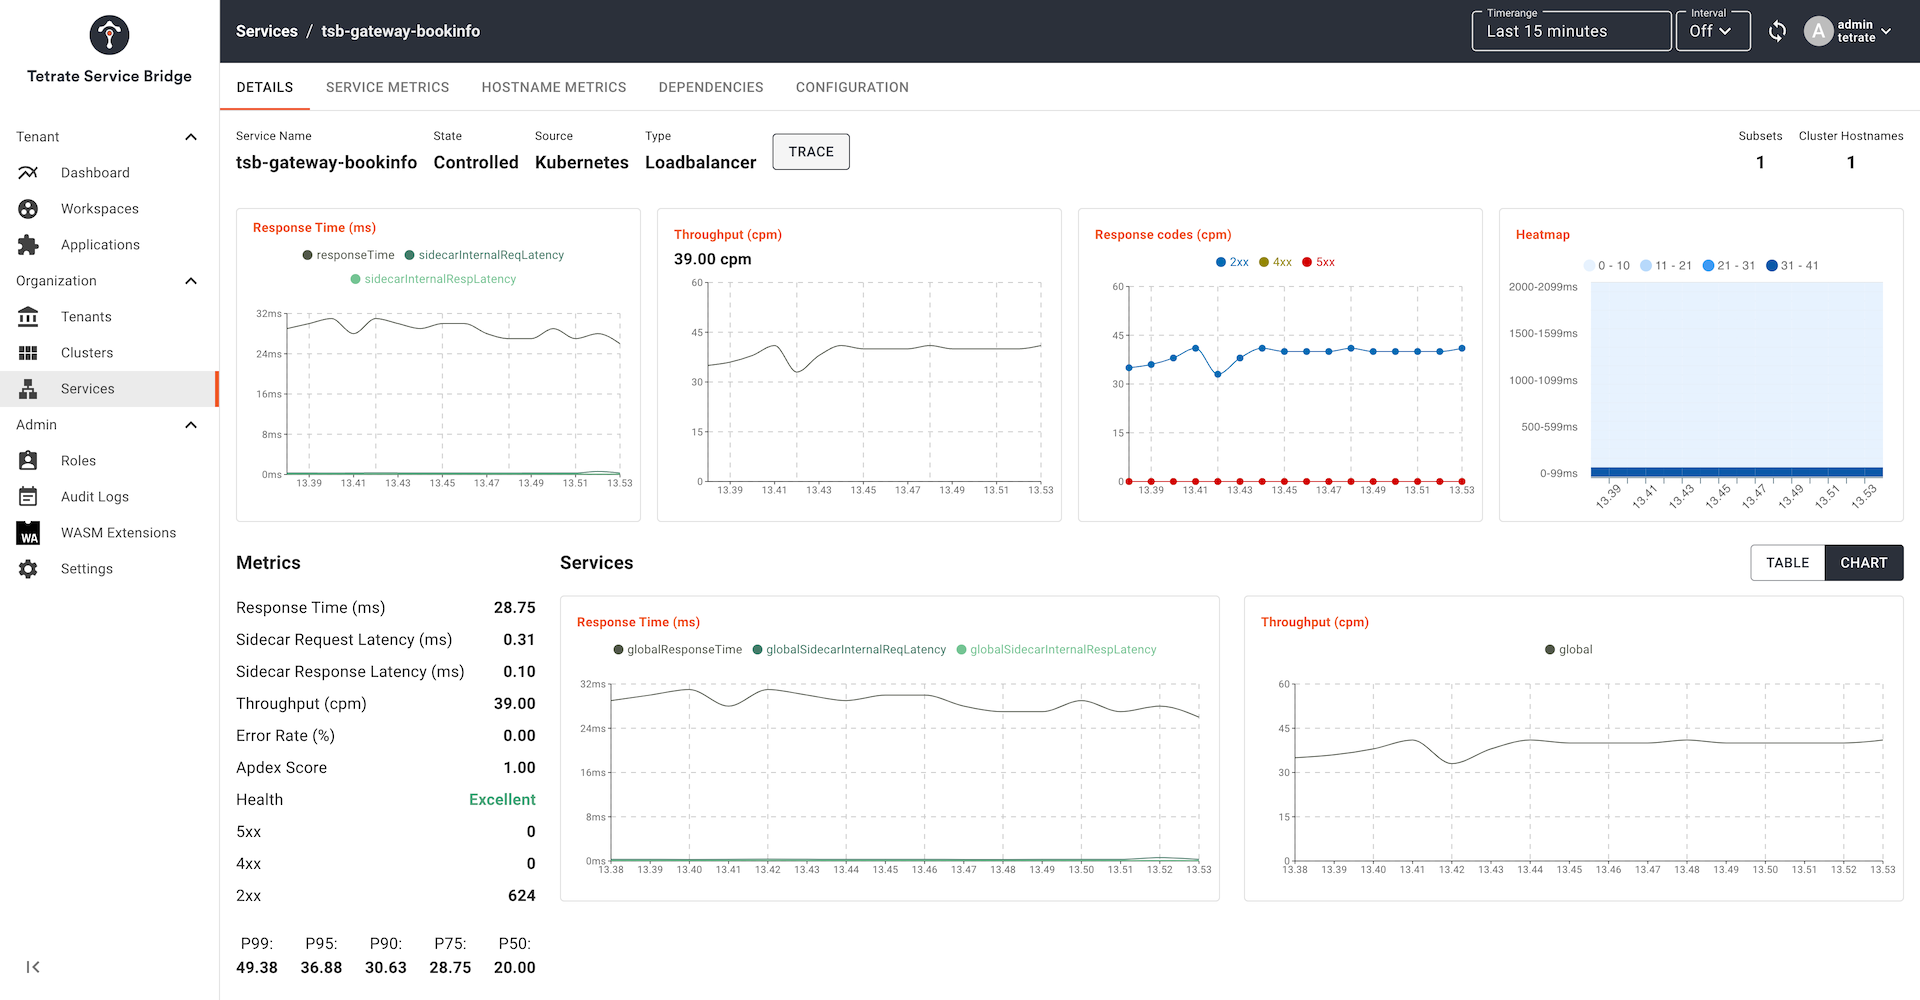 Tetrate Service Bridge
Tenant
Dashboard
Workspaces
Applications
Organization
Tenants
Clusters
Services
Admin
Roles
Audit Logs
WA
WASM Extensions
Settings
Services / tsb-gateway-bookinfo
Timerange
Last 15 minutes
Interval
Off
A
admin
tetrate
DETAILS SERVICE METRICS HOSTNAME METRICS DEPENDENCIES CONFIGURATION
Service Name
tsb-gateway-bookinfo
State
Controlled
Source
Kubernetes
Type
Loadbalancer
TRACE
Subsets
1
Cluster Hostnames
1
Response Time (ms)
responseTime sidecarInternalReqLatency
sidecarInternalRespLatency
32ms
24ms
16ms
8ms
0ms
13.39 13.41 13.43 13.45 13.47 13.49 13.51 13.53
Throughput (cpm)
39.00 cpm
60
45
30
15
0
13.39 13.41 13.43 13.45 13.47 13.49 13.51 13.53
Response codes (cpm)
2xx 4xx 5xx
60
45
30
15
0
13.39 13.41 13.43 13.45 13.47 13.49 13.51 13.53
Heatmap
0 - 10 11 - 21 21 - 31 31 - 41
2000-2099ms
1500-1599ms
1000-1099ms
500-599ms
0-99ms
13.39 13.41 13.43 13.45 13.47 13.49 13.51 13.53
Metrics
Response Time (ms) 28.75
Sidecar Request Latency (ms) 0.31
Sidecar Response Latency (ms) 0.10
Throughput (cpm) 39.00
Error Rate (%) 0.00
Apdex Score 1.00
Health Excellent
5xx 0
4xx 0
2xx 624
P99: P95: P90: P75: P50:
49.38 36.88 30.63 28.75 20.00
Services
TABLE CHART
Response Time (ms)
globalResponseTime globalSidecarInternalReqLatency globalSidecarInternalRespLatency
32ms
24ms
16ms
8ms
0ms
13.38 13.39 13.40 13.41 13.42 13.43 13.44 13.45 13.46 13.47 13.48 13.49 13.50 13.51 13.52 13.53
Throughput (cpm)
global
60
45
30
15
0
13.38 13.39 13.40 13.41 13.42 13.43 13.44 13.45 13.46 13.47 13.48 13.49 13.50 13.51 13.52 13.53